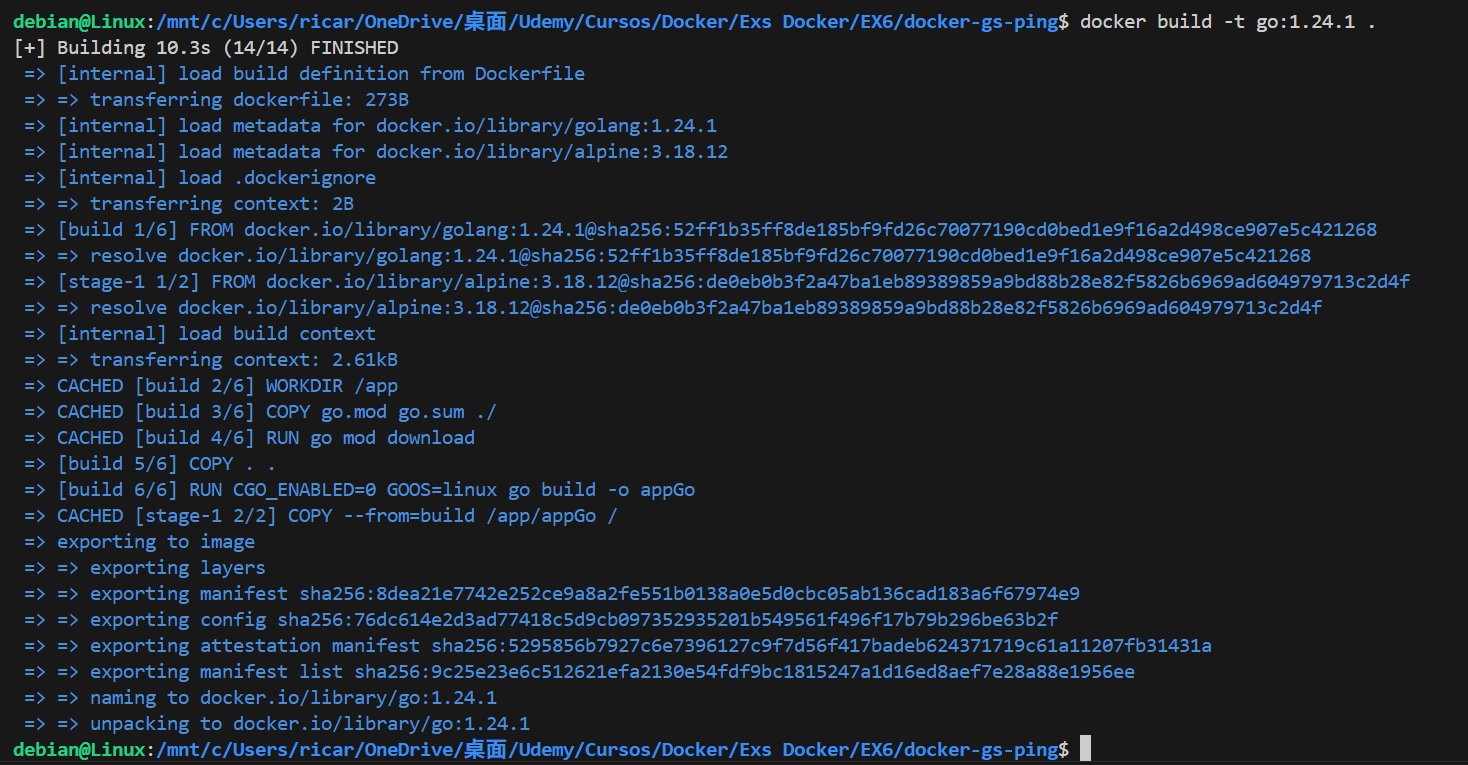 debian@Linux:/mnt/c/Users/ricar/OneDrive/桌面/Udemy/Cursos/Docker/Exs Docker/EX6/docker-gs-ping$ docker build -t go:1.24.1 .
[+] Building 10.3s (14/14) FINISHED
=> [internal] load build definition from Dockerfile
=> => transferring dockerfile: 273B
=> [internal] load metadata for docker.io/library/golang:1.24.1
=> [internal] load metadata for docker.io/library/alpine:3.18.12
=> [internal] load .dockerignore
=> => transferring context: 2B
=> [build 1/6] FROM docker.io/library/golang:1.24.1@sha256:52ff1b35ff8de185bf9fd26c70077190cd0bed1e9f16a2d498ce907e5c421268
=> => resolve docker.io/library/golang:1.24.1@sha256:52ff1b35ff8de185bf9fd26c70077190cd0bed1e9f16a2d498ce907e5c421268
=> [stage-1 1/2] FROM docker.io/library/alpine:3.18.12@sha256:de0eb0b3f2a47ba1eb89389859a9bd88b28e82f5826b6969ad604979713c2d4f
=> => resolve docker.io/library/alpine:3.18.12@sha256:de0eb0b3f2a47ba1eb89389859a9bd88b28e82f5826b6969ad604979713c2d4f
=> [internal] load build context
=> => transferring context: 2.61kB
=> CACHED [build 2/6] WORKDIR /app
=> CACHED [build 3/6] COPY go.mod go.sum ./
=> CACHED [build 4/6] RUN go mod download
=> [build 5/6] COPY . .
=> [build 6/6] RUN CGO_ENABLED=0 GOOS=linux go build -o appGo
=> CACHED [stage-1 2/2] COPY --from=build /app/appGo /
=> exporting to image
=> => exporting layers
=> => exporting manifest sha256:8dea21e7742e252ce9a8a2fe551b0138a0e5d0cbc05ab136cad183a6f67974e9
=> => exporting config sha256:76dc614e2d3ad77418c5d9cb097352935201b549561f496f17b79b296be63b2f
=> => exporting attestation manifest sha256:5295856b7927c6e7396127c9f7d56f417badeb624371719c61a11207fb31431a
=> => exporting manifest list sha256:9c25e23e6c512621efa2130e54fdf9bc1815247a1d16ed8aef7e28a88e1956ee
=> => naming to docker.io/library/go:1.24.1
=> => unpacking to docker.io/library/go:1.24.1
debian@Linux:/mnt/c/Users/ricar/OneDrive/桌面/Udemy/Cursos/Docker/Exs Docker/EX6/docker-gs-ping$